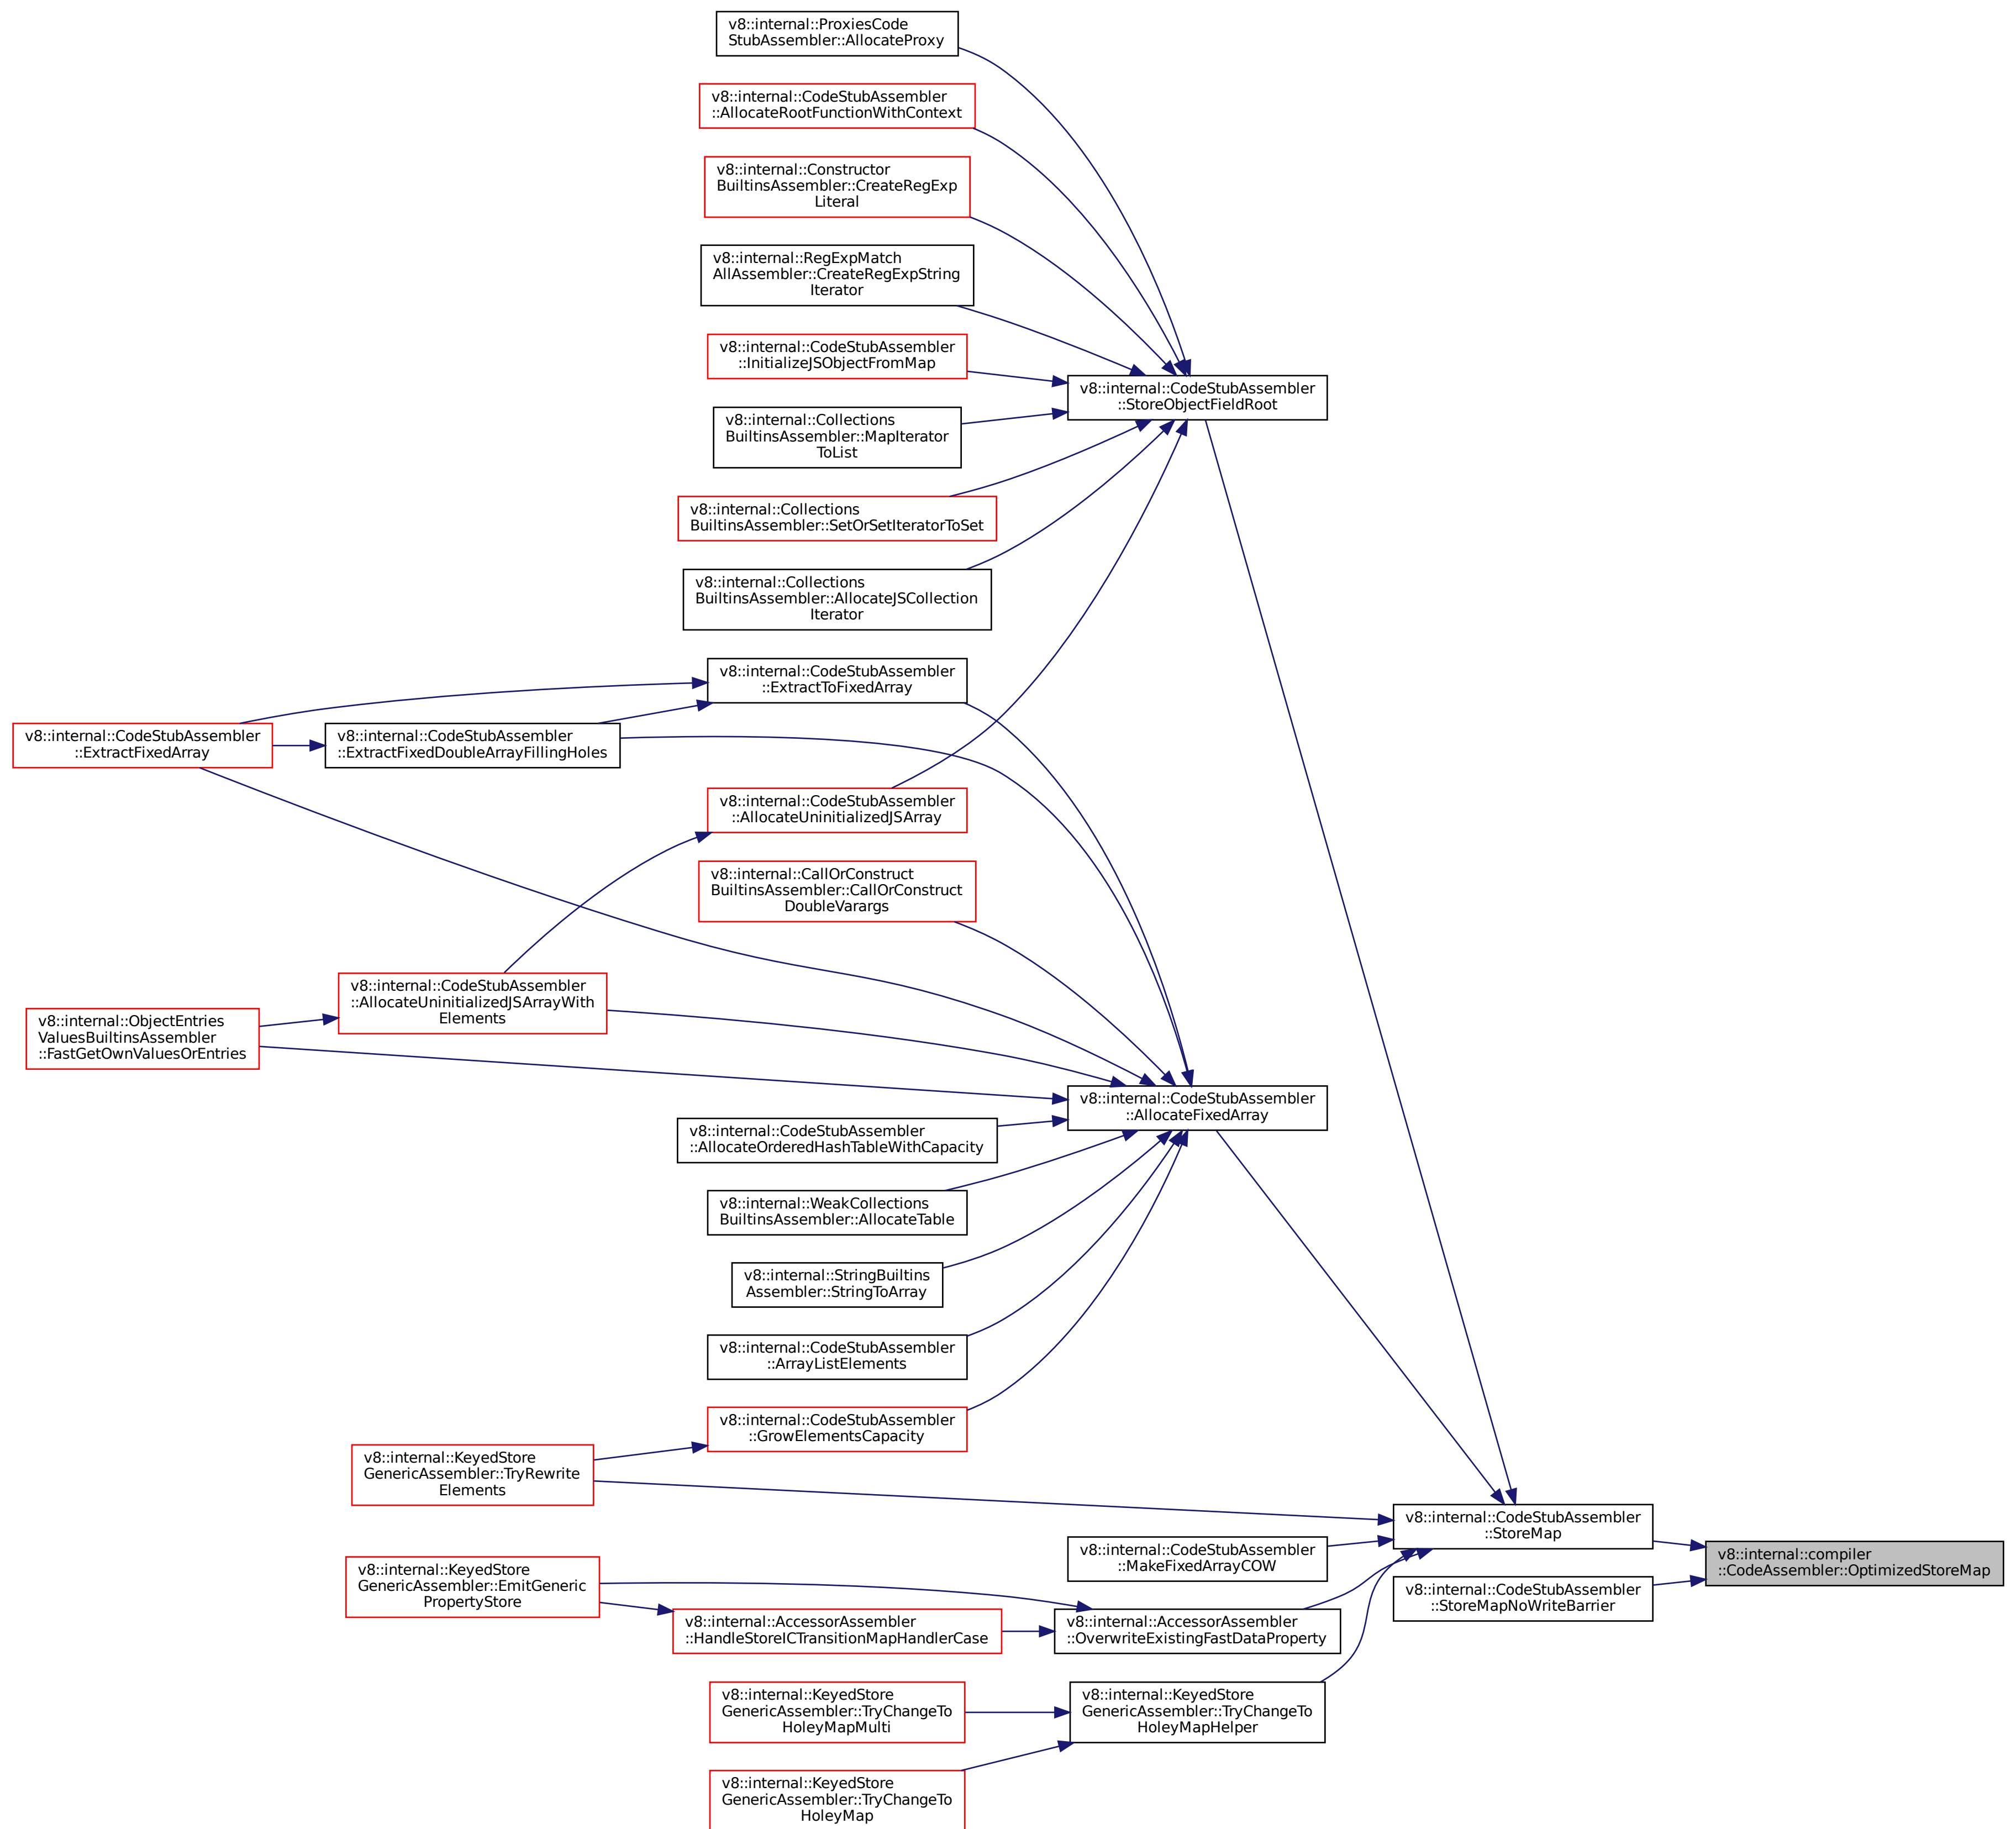 v8::internal::ProxiesCode
StubAssembler::AllocateProxy
v8::internal::CodeStubAssembler
::AllocateRootFunctionWithContext
v8::internal::Constructor
BuiltinsAssembler::CreateRegExp
Literal
v8::internal::RegExpMatch
AllAssembler::CreateRegExpString
Iterator
v8::internal::CodeStubAssembler
::InitializeJSObjectFromMap
v8::internal::CodeStubAssembler
::StoreObjectFieldRoot
v8::internal::Collections
BuiltinsAssembler::MapIterator
ToList
v8::internal::Collections
BuiltinsAssembler::SetOrSetIteratorToSet
v8::internal::Collections
BuiltinsAssembler::AllocateJSCollection
Iterator
v8::internal::CodeStubAssembler
::ExtractToFixedArray
v8::internal::CodeStubAssembler
::ExtractFixedArray
v8::internal::CodeStubAssembler
::ExtractFixedDoubleArrayFillingHoles
v8::internal::CodeStubAssembler
::AllocateUninitializedJSArray
v8::internal::CallOrConstruct
BuiltinsAssembler::CallOrConstruct
DoubleVarargs
v8::internal::CodeStubAssembler
::AllocateUninitializedJSArrayWith
Elements
v8::internal::ObjectEntries
ValuesBuiltinsAssembler
::FastGetOwnValuesOrEntries
v8::internal::CodeStubAssembler
::AllocateFixedArray
v8::internal::CodeStubAssembler
::AllocateOrderedHashTableWithCapacity
v8::internal::WeakCollections
BuiltinsAssembler::AllocateTable
v8::internal::StringBuiltins
Assembler::StringToArray
v8::internal::CodeStubAssembler
::ArrayListElements
v8::internal::CodeStubAssembler
::GrowElementsCapacity
v8::internal::KeyedStore
GenericAssembler::TryRewrite
Elements
v8::internal::CodeStubAssembler
::StoreMap
v8::internal::CodeStubAssembler
::MakeFixedArrayCOW
v8::internal::compiler
::CodeAssembler::OptimizedStoreMap
v8::internal::KeyedStore
GenericAssembler::EmitGeneric
PropertyStore
v8::internal::CodeStubAssembler
::StoreMapNoWriteBarrier
v8::internal::AccessorAssembler
::HandleStoreICTransitionMapHandlerCase
v8::internal::AccessorAssembler
::OverwriteExistingFastDataProperty
v8::internal::KeyedStore
GenericAssembler::TryChangeTo
HoleyMapMulti
v8::internal::KeyedStore
GenericAssembler::TryChangeTo
HoleyMapHelper
v8::internal::KeyedStore
GenericAssembler::TryChangeTo
HoleyMap